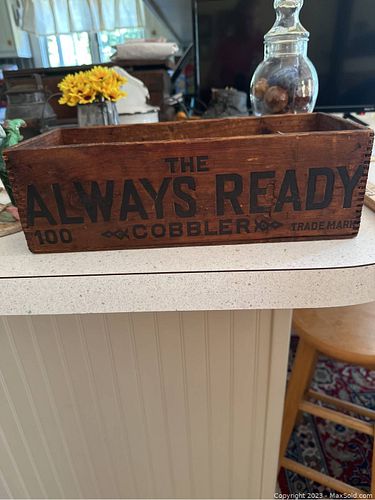 THE
ALWAYS READY
100 COBBLER TRADE MARK
Copyright 2023 - MaxSold.com